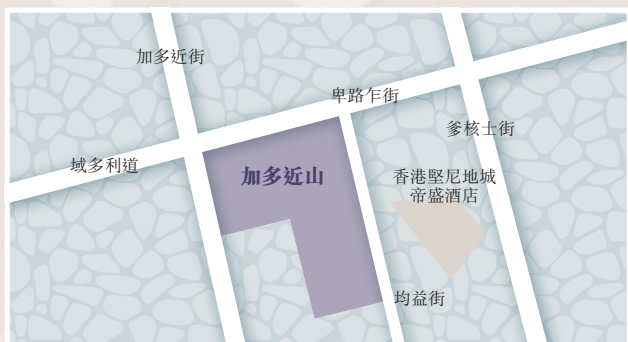 加多近街
卑路乍街
爹核士街
域多利道
加多近山
香港堅尼地城
帝盛酒店
均益街